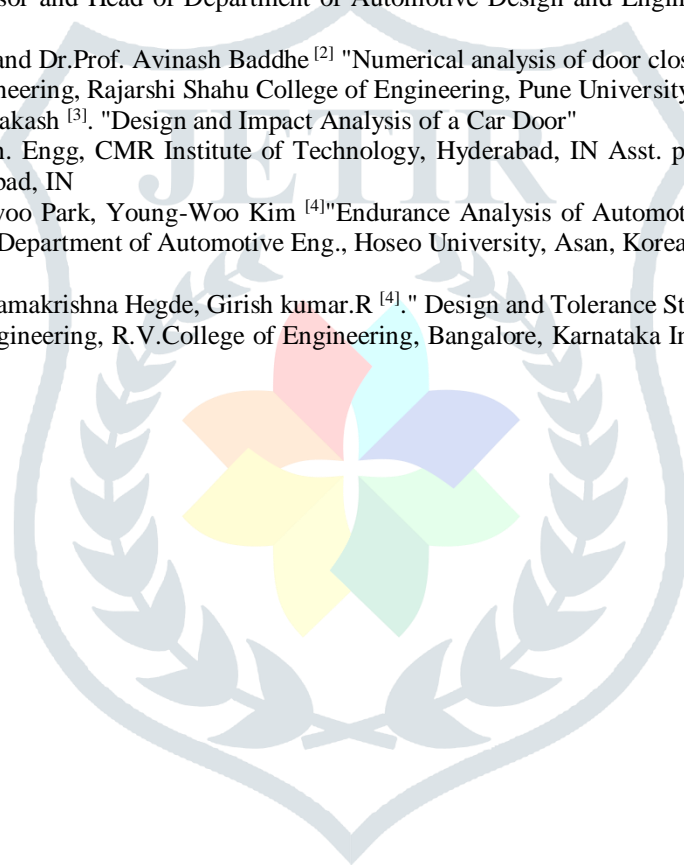 sor and Head of Department of Automotive Design and Engin
and Dr.Prof. Avinash Baddhe [2] "Numerical analysis of door clos
neering, Rajarshi Shahu College of Engineering, Pune University
akash [3]. "Design and Impact Analysis of a Car Door"
n. Engg, CMR Institute of Technology, Hyderabad, IN Asst. p
bad, IN
voo Park, Young-Woo Kim [4]"Endurance Analysis of Automot
Department of Automotive Eng., Hoseo University, Asan, Korea
amakrishna Hegde, Girish kumar.R [4]." Design and Tolerance St
gineering, R.V.College of Engineering, Bangalore, Karnataka In
JETIR